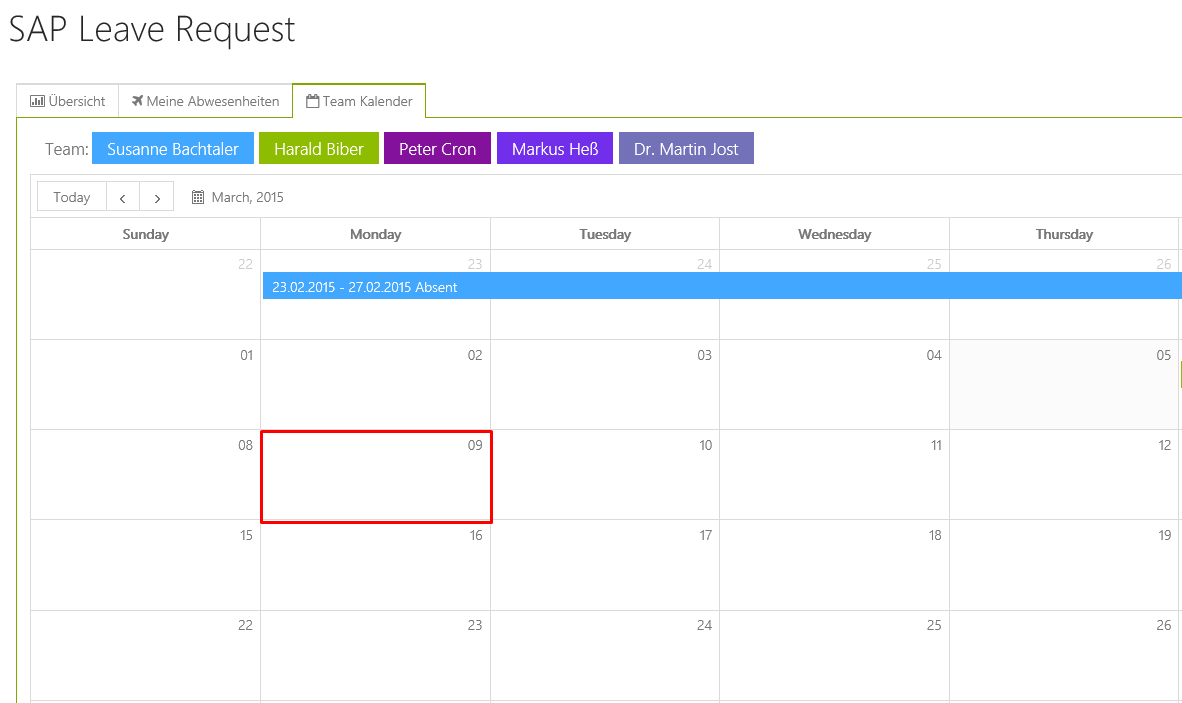 SAP Leave Request
Übersicht Meine Abwesenheiten Team Kalender
Team: Susanne Bachtaler Harald Biber Peter Cron Markus Heß Dr. Martin Jost
Today < > March, 2015
Sunday Monday Tuesday Wednesday Thursday
22 23 24 25 26
23.02.2015 - 27.02.2015 Absent
01 02 03 04 05
08 09 10 11 12
15 16 17 18 19
22 23 24 25 26